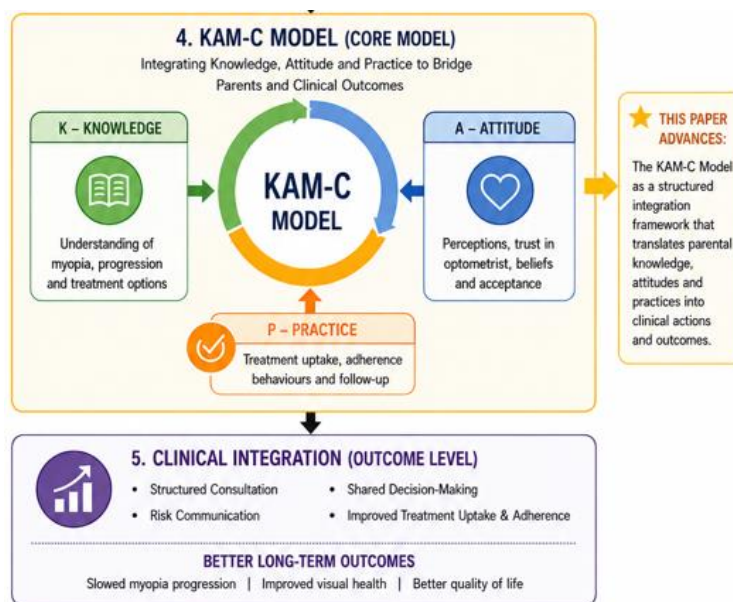 4. KAM-C MODEL (CORE MODEL)
Integrating Knowledge, Attitude and Practice to Bridge
Parents and Clinical Outcomes
K – KNOWLEDGE
Understanding of
myopia, progression
and treatment options
KAM-C
MODEL
A – ATTITUDE
Perceptions, trust in
optometrist, beliefs
and acceptance
P – PRACTICE
Treatment uptake, adherence
behaviours and follow-up
THIS PAPER
ADVANCES:
The KAM-C Model
as a structured
integration
framework that
translates parental
knowledge,
attitudes and
practices into
clinical actions
and outcomes.
5. CLINICAL INTEGRATION (OUTCOME LEVEL)
• Structured Consultation
• Risk Communication
• Shared Decision-Making
• Improved Treatment Uptake & Adherence
BETTER LONG-TERM OUTCOMES
Slowed myopia progression | Improved visual health | Better quality of life